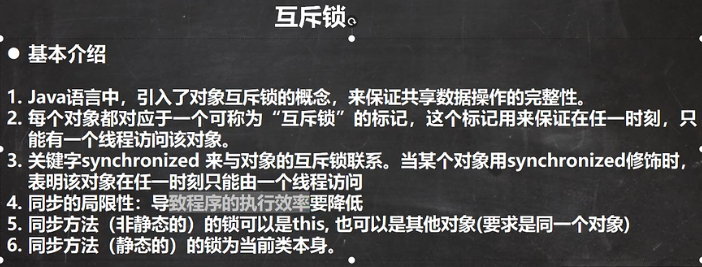 互斥锁
● 基本介绍
1. Java语言中，引入了对象互斥锁的概念，来保证共享数据操作的完整性。
2. 每个对象都对应于一个可称为“互斥锁”的标记，这个标记用来保证在任一时刻，只
能有一个线程访问该对象。
3. 关键字synchronized 来与对象的互斥锁联系。当某个对象用synchronized修饰时，
表明该对象在任一时刻只能由一个线程访问
4. 同步的局限性：导致程序的执行效率要降低
5. 同步方法（非静态的）的锁可以是this, 也可以是其他对象(要求是同一个对象)
6. 同步方法（静态的）的锁为当前类本身。